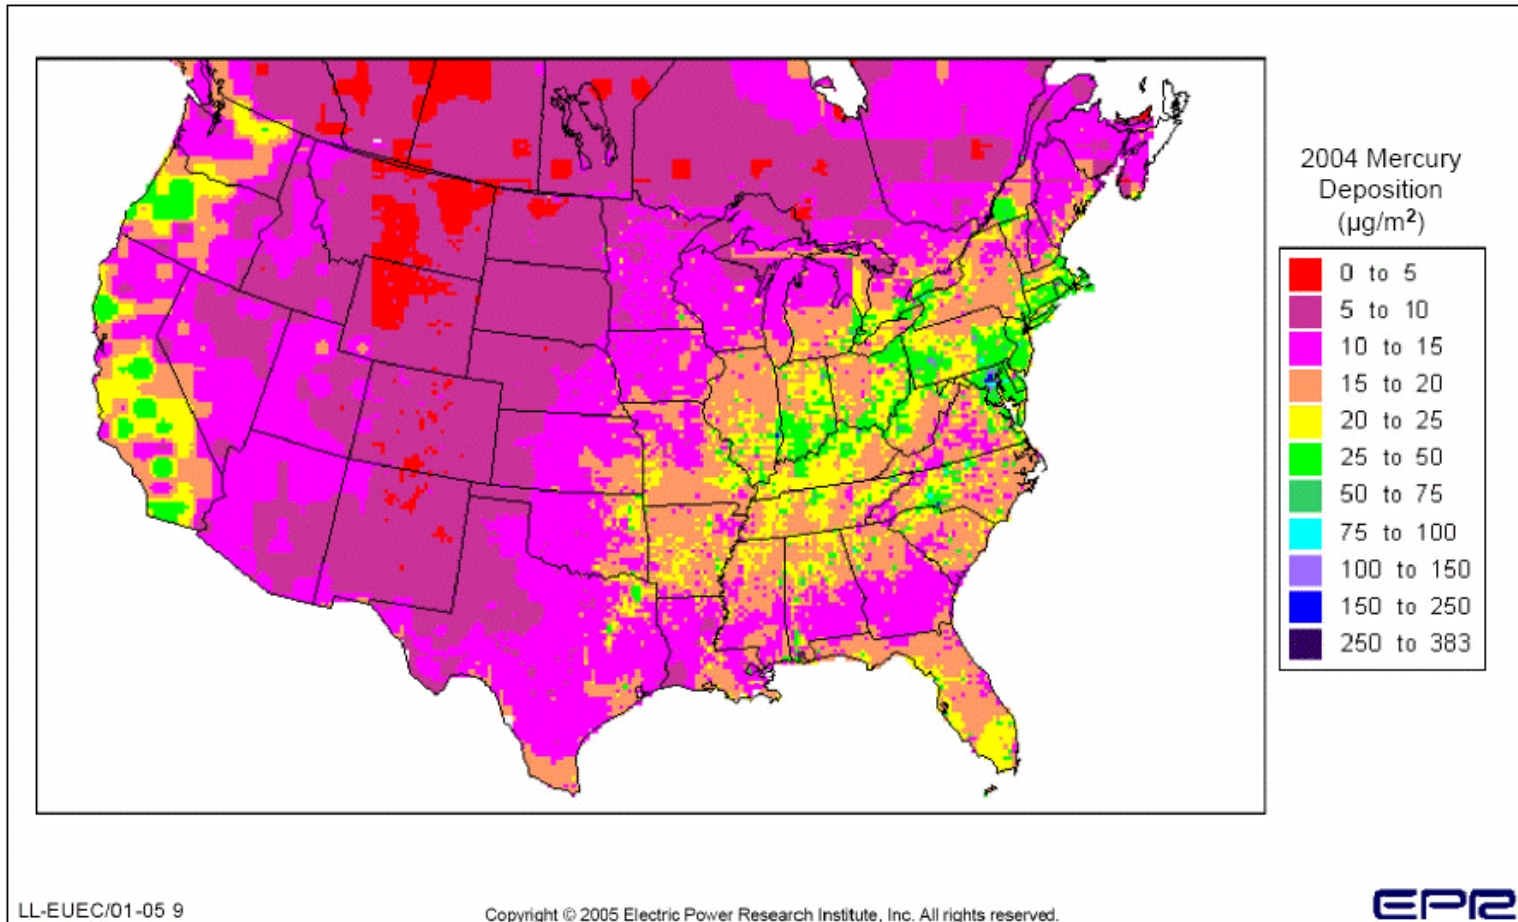 2004 Mercury
Deposition
(µg/m²)
0 to 5
5 to 10
10 to 15
15 to 20
20 to 25
25 to 50
50 to 75
75 to 100
100 to 150
150 to 250
250 to 383
LL-EUEC/01-05 9
Copyright © 2005 Electric Power Research Institute, Inc. All rights reserved.
EPRI